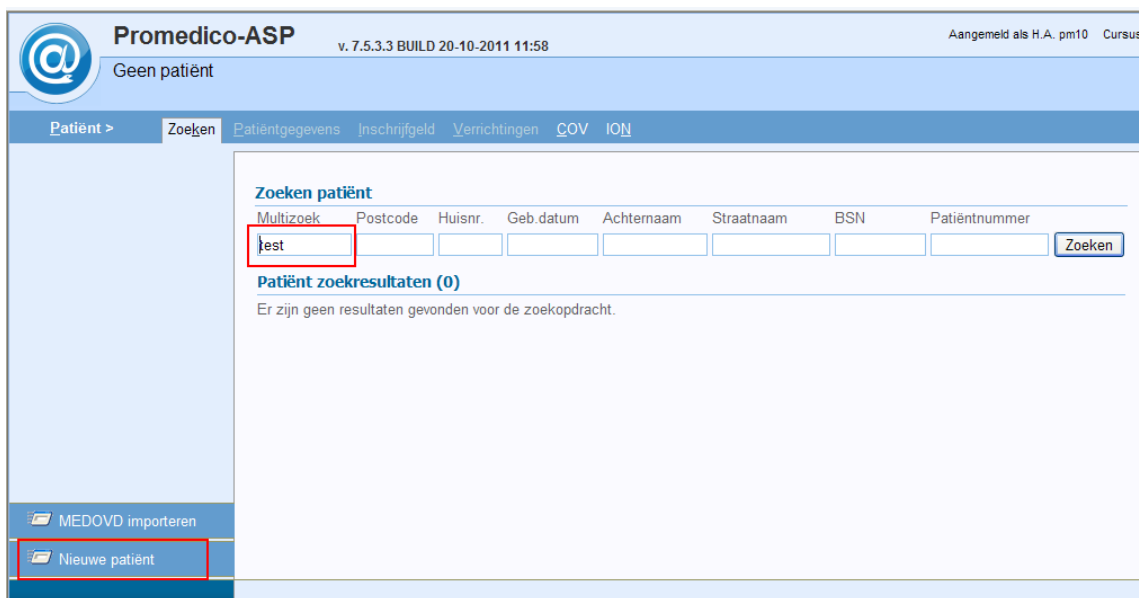 Promedico-ASP v. 7.5.3.3 BUILD 20-10-2011 11:58 Aangemeld als H.A. pm10 Cursus
Geen patiënt
Patiënt > Zoeken Patiëntgegevens Inschrijfgeld Verrichtingen COV ION
Zoeken patiënt
Multizoek Postcode Huisnr. Geb.datum Achternaam Straatnaam BSN Patiëntnummer
test Zoeken
Patiënt zoekresultaten (0)
Er zijn geen resultaten gevonden voor de zoekopdracht.
MEDOVD importeren
Nieuwe patiënt